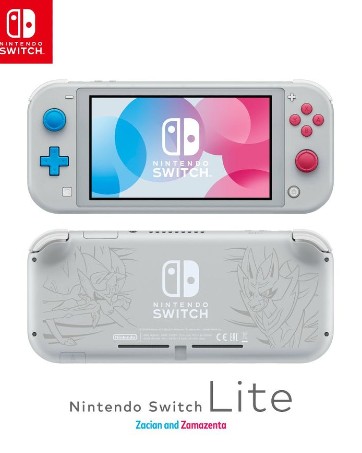 NINTENDO
SWITCH
NINTENDO
SWITCH
NINTENDO
SWITCH
Nintendo Switch Lite
Zacian and Zamazenta